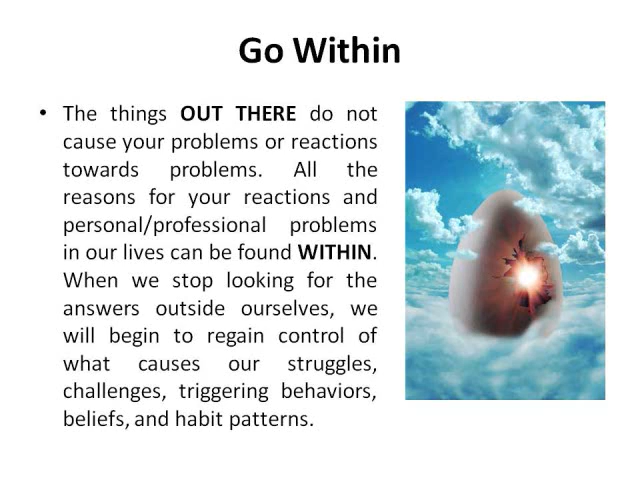 Go Within
• The things OUT THERE do not
cause your problems or reactions
towards problems. All the
reasons for your reactions and
personal/professional problems
in our lives can be found WITHIN.
When we stop looking for the
answers outside ourselves, we
will begin to regain control of
what causes our struggles,
challenges, triggering behaviors,
beliefs, and habit patterns.